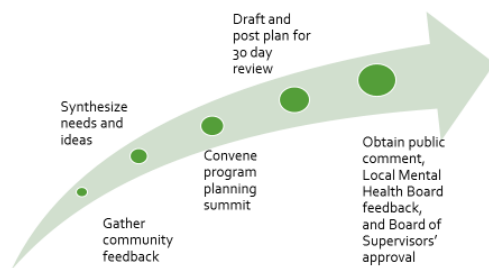 Draft and
post plan for
30 day
review
Synthesize
needs and
ideas
Convene
program
planning
summit
Obtain public
comment,
Local Mental
Health Board
feedback,
and Board of
Supervisors'
approval
Gather
community
feedback